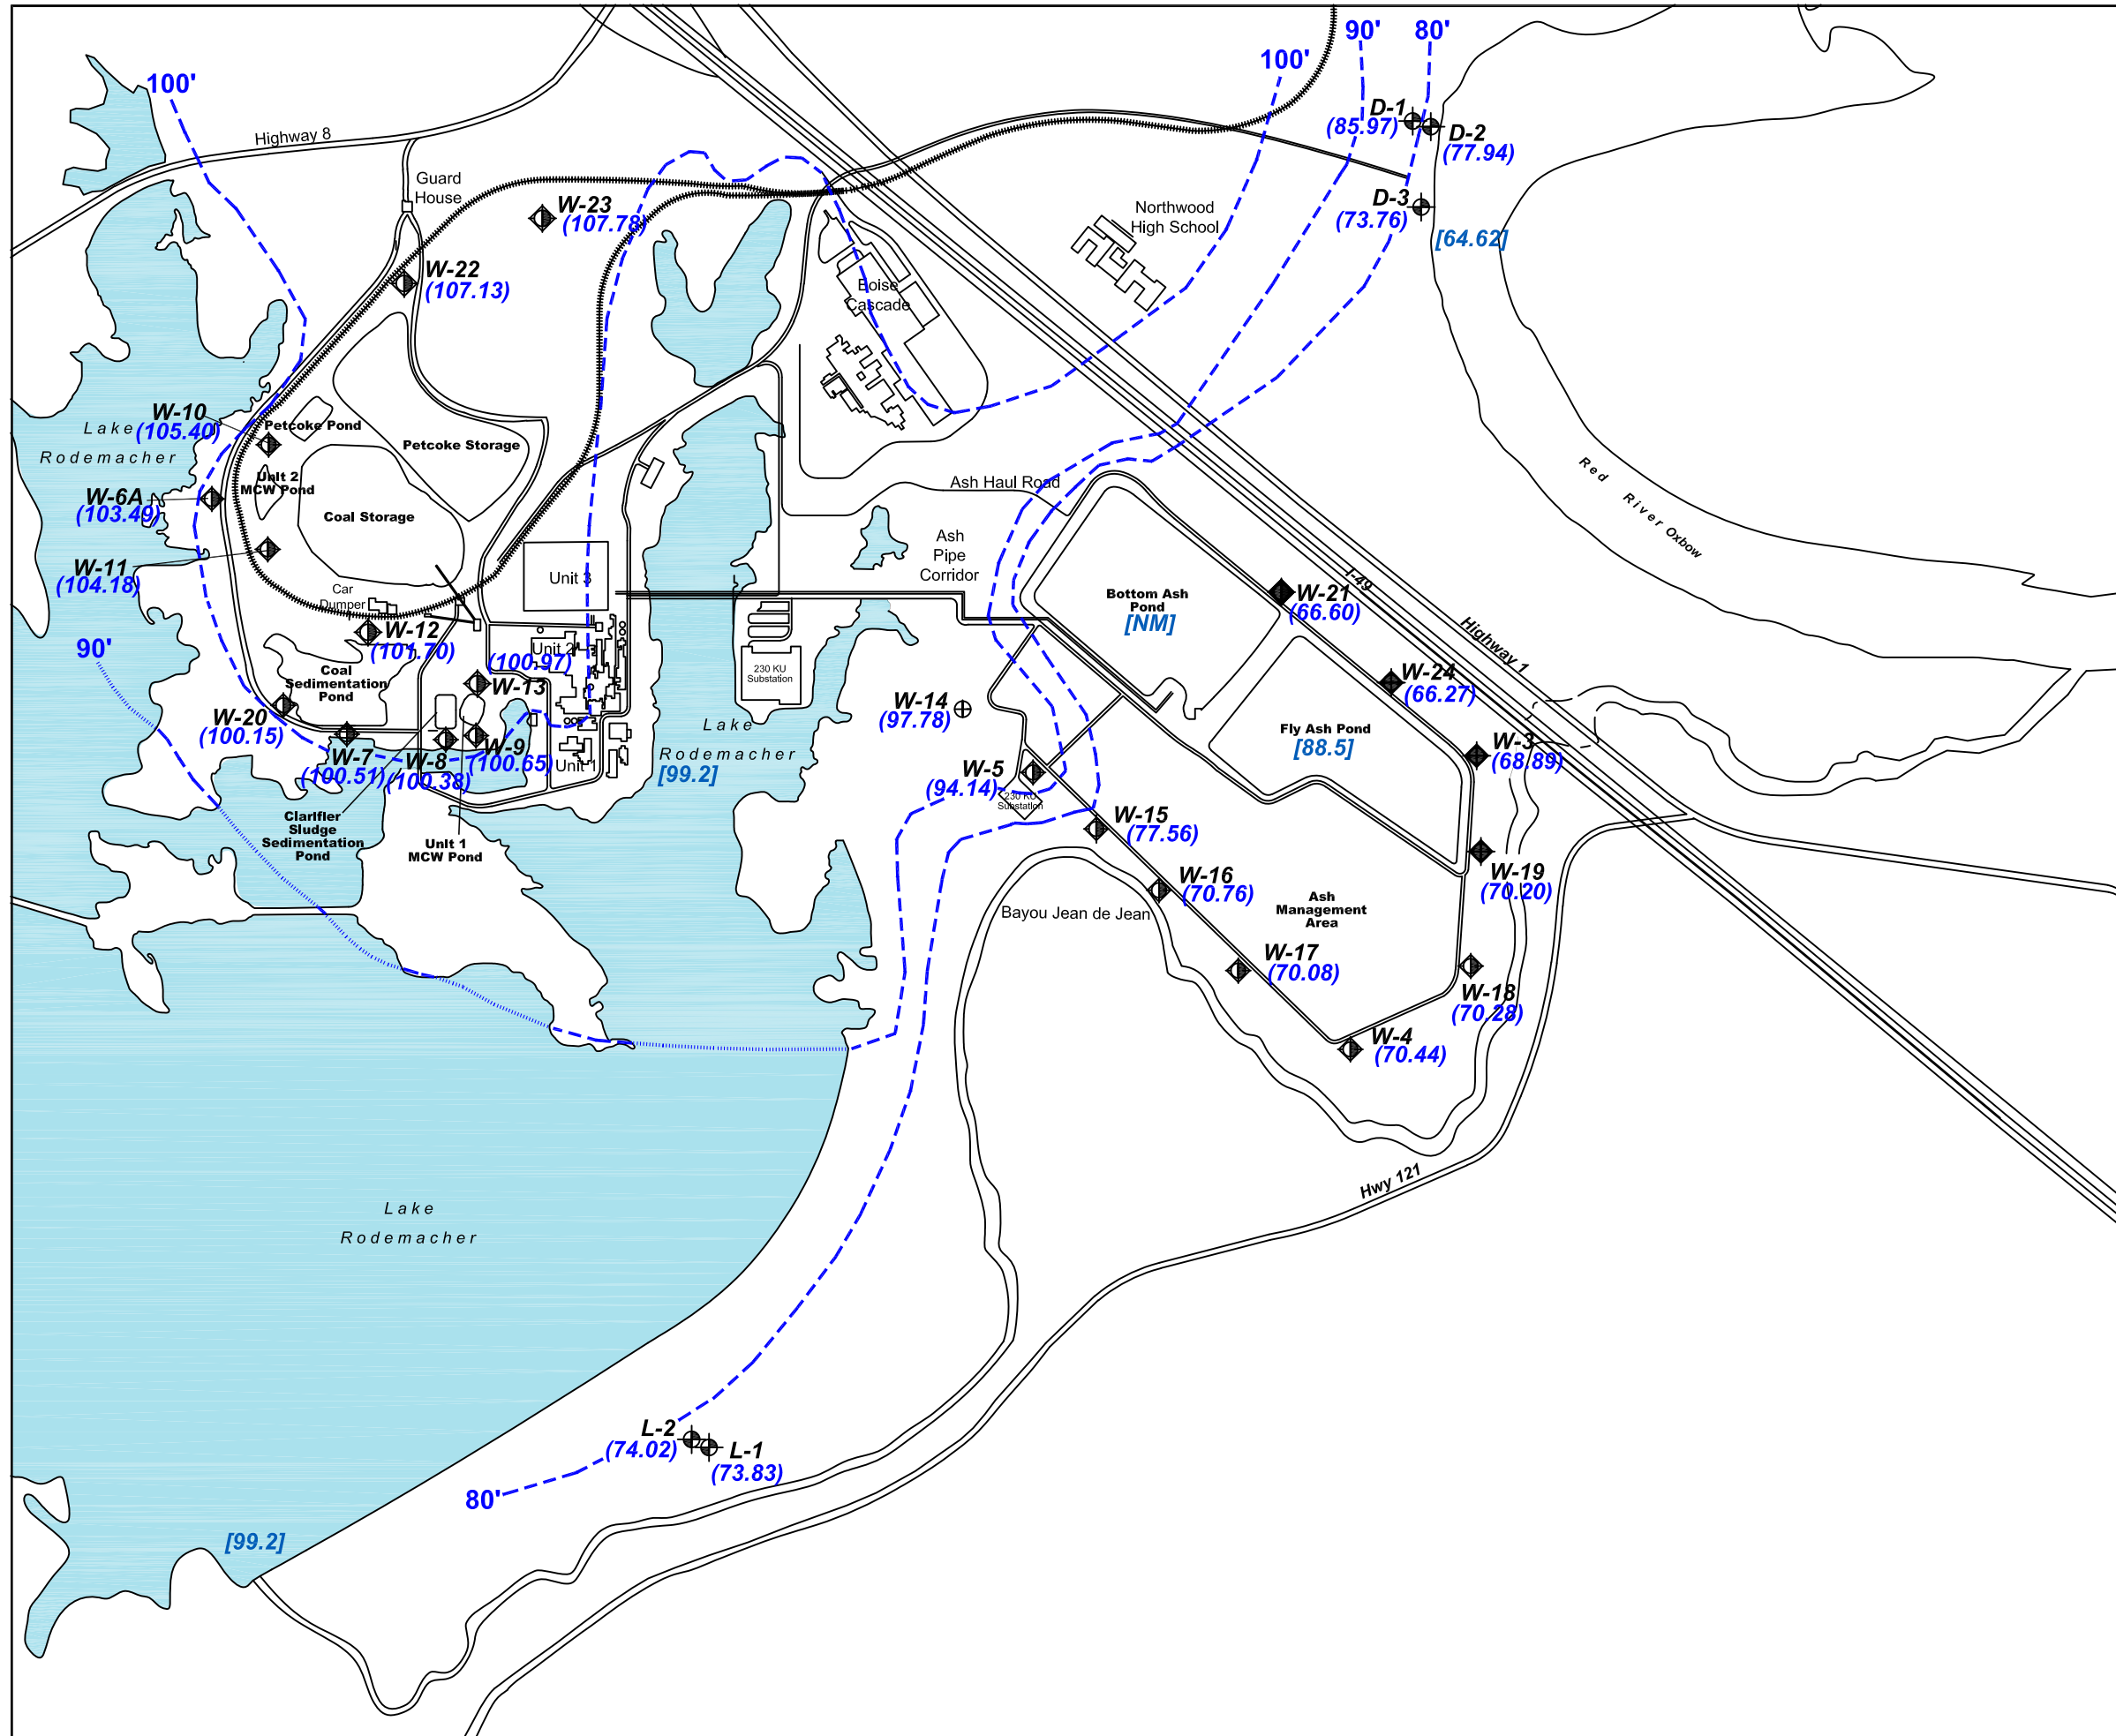 100'
90'
80'
100'
Highway 8
Guard
House
D-1
(85.97)
D-2
(77.94)
D-3
(73.76)
[64.62]
W-23
(107.78)
Northwood
High School
W-22
(107.13)
Boise
Cascade
W-10
(105.40)
Lake
Rodemacher
Petcoke Pond
Petcoke Storage
Unit 2
MCW Pond
W-6A
(103.49)
Coal Storage
Ash Haul Road
Red River Oxbow
W-11
(104.18)
Unit 3
Ash
Pipe
Corridor
Car
Dumper
I-49
Highway 1
Bottom Ash
Pond
[NM]
W-21
(66.60)
W-12
(101.70)
90'
Unit 2
(100.97)
W-13
Coal
Sedimentation
Pond
230 KU
Substation
W-24
(66.27)
W-14
(97.78)
W-20
(100.15)
Lake
Rodemacher
[99.2]
Fly Ash Pond
[88.5]
W-3
(68.89)
W-7
(100.51)
W-8
(100.38)
W-9
(100.65)
Unit 1
W-5
(94.14)
230 KU
Substation
Clarifier
Sludge
Sedimentation
Pond
Unit 1
MCW Pond
W-15
(77.56)
W-16
(70.76)
W-19
(70.20)
Bayou Jean de Jean
Ash
Management
Area
W-17
(70.08)
W-18
(70.28)
W-4
(70.44)
Lake
Rodemacher
Hwy 121
L-2
(74.02)
L-1
(73.83)
80'
[99.2]